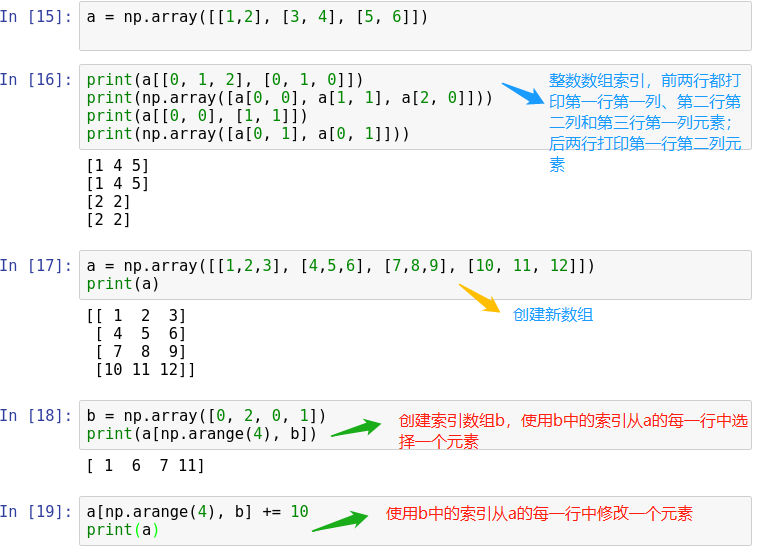 In [15]: a = np.array([[1,2], [3, 4], [5, 6]])
In [16]: print(a[[0, 1, 2], [0, 1, 0]])
print(np.array([a[0, 0], a[1, 1], a[2, 0]]))
print(a[[0, 0], [1, 1]])
print(np.array([a[0, 1], a[0, 1]]))
整数数组索引，前两行都打
印第一行第一列、第二行第
二列和第三行第一列元素；
后两行打印第一行第二列元
素
[1 4 5]
[1 4 5]
[2 2]
[2 2]
In [17]: a = np.array([[1,2,3], [4,5,6], [7,8,9], [10, 11, 12]])
print(a)
创建新数组
[[ 1  2  3]
 [ 4  5  6]
 [ 7  8  9]
 [10 11 12]]
In [18]: b = np.array([0, 2, 0, 1])
print(a[np.arange(4), b])
创建索引数组b，使用b中的索引从a的每一行中选
择一个元素
[ 1  6  7 11]
In [19]: a[np.arange(4), b] += 10
print(a)
使用b中的索引从a的每一行中修改一个元素